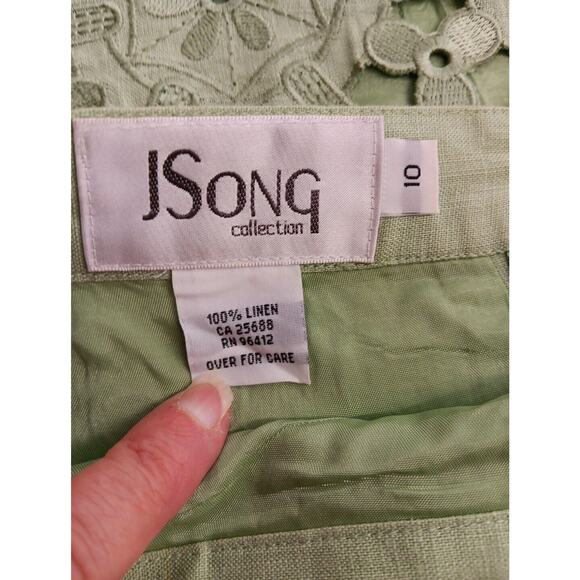 JSONG
collection
10
100% LINEN
CA 25688
RN 96412
OVER FOR CARE